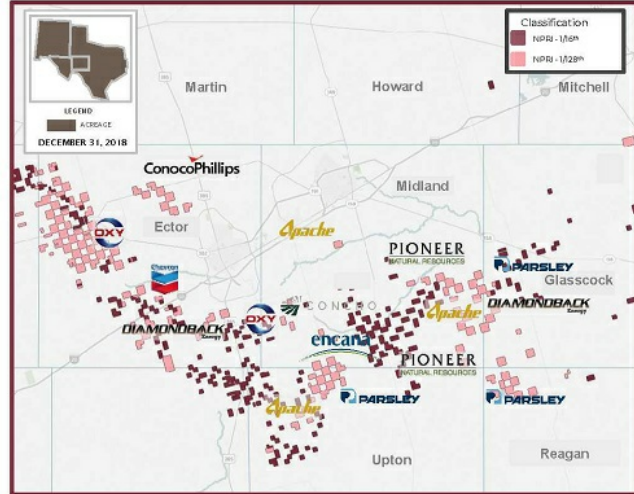 Classification
NPRI - 1/16th
NPRI - 1/128th
LEGEND
ACREAGE
DECEMBER 31, 2018
Martin
Howard
Mitchell
ConocoPhillips
Midland
Ector
OXY
Apache
PIONEER
NATURAL RESOURCES
PARSLEY
Glasscock
Chevron
DIAMONDBACK
Energy
OXY
CONCHO
Apache
DIAMONDBACK
Energy
encana
PIONEER
NATURAL RESOURCES
Apache
PARSLEY
PARSLEY
Upton
Reagan